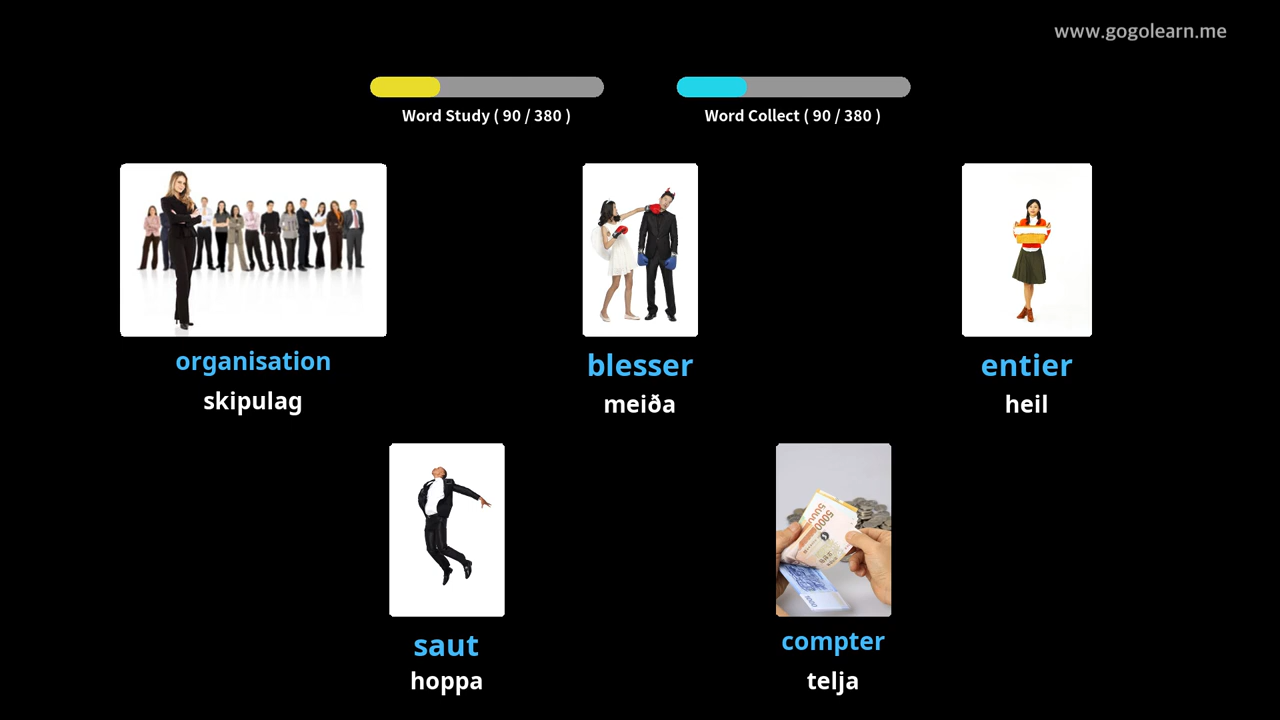 www.gogolearn.me
Word Study ( 90 / 380 )
Word Collect ( 90 / 380 )
organisation
skipulag
blesser
meiða
entier
heil
saut
hoppa
compter
telja
5000